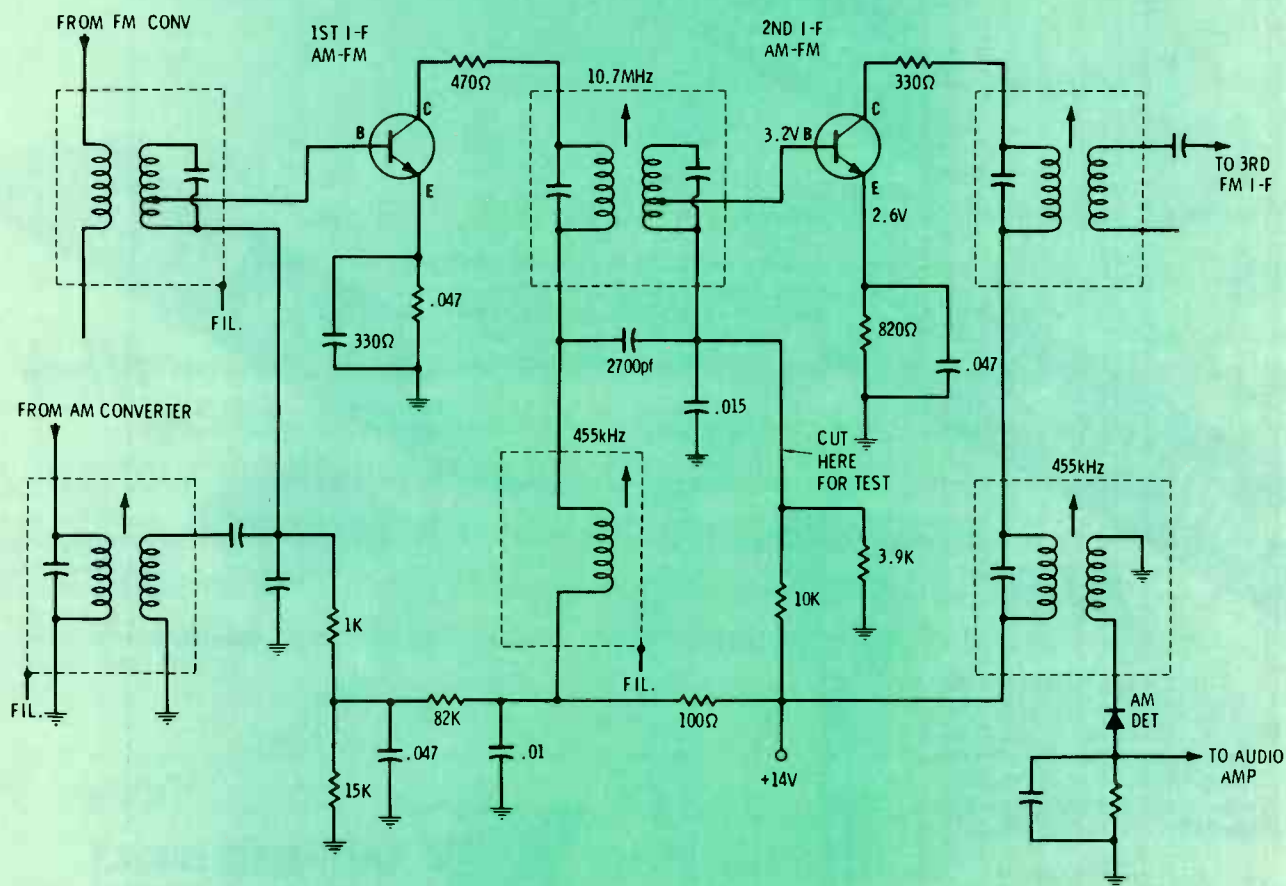 FROM FM CONV
1ST I-F
AM-FM
2ND I-F
AM-FM
470Ω
10.7MHz
330Ω
C
B
E
3.2V B
C
E
2.6V
TO 3RD
FM I-F
FIL.
330Ω
.047
2700pf
820Ω
.047
.015
FROM AM CONVERTER
455kHz
CUT
HERE
FOR TEST
455kHz
1K
10K
3.9K
FIL.
FIL.
82K
100Ω
.047
.01
15K
+14V
AM
DET
TO AUDIO
AMP